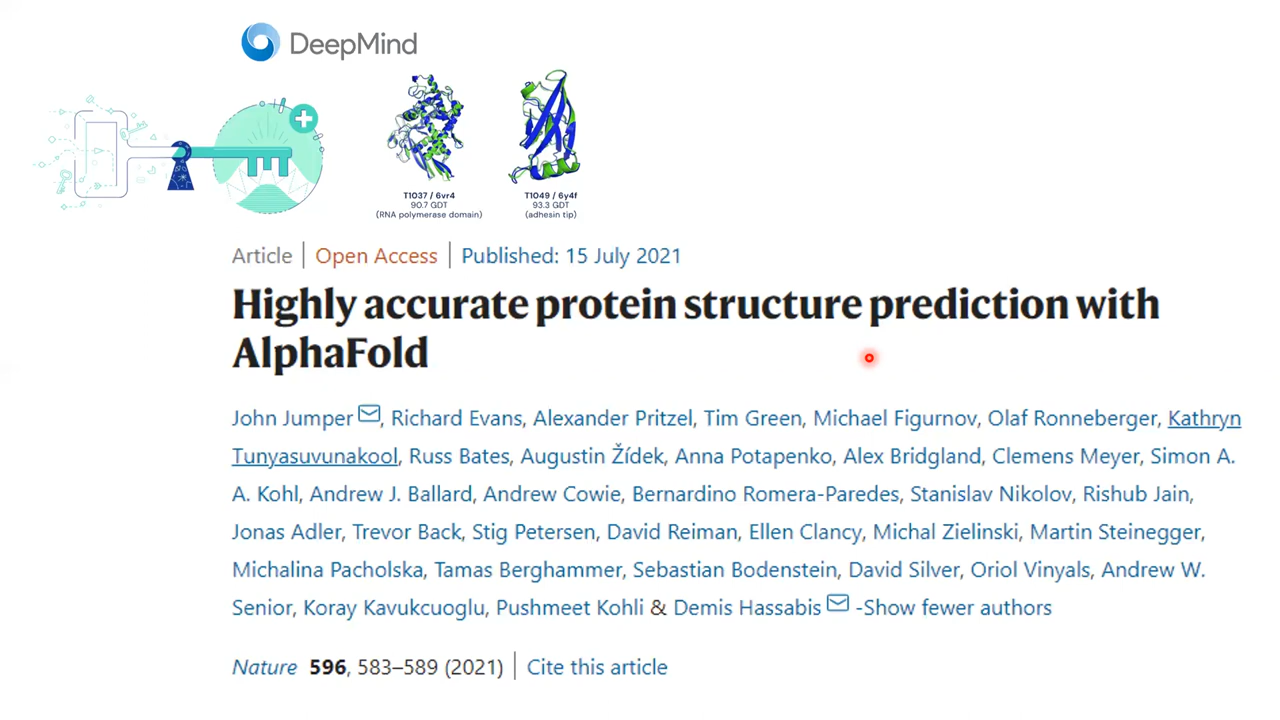 DeepMind
T1037 / 6vr4
90.7 GDT
(RNA polymerase domain)
T1049 / 6y4f
93.3 GDT
(adhesin tip)
Article | Open Access | Published: 15 July 2021
Highly accurate protein structure prediction with
AlphaFold
John Jumper, Richard Evans, Alexander Pritzel, Tim Green, Michael Figurnov, Olaf Ronneberger, Kathryn
Tunyasuvunakool, Russ Bates, Augustin Žídek, Anna Potapenko, Alex Bridgland, Clemens Meyer, Simon A.
A. Kohl, Andrew J. Ballard, Andrew Cowie, Bernardino Romera-Paredes, Stanislav Nikolov, Rishub Jain,
Jonas Adler, Trevor Back, Stig Petersen, David Reiman, Ellen Clancy, Michal Zielinski, Martin Steinegger,
Michalina Pacholska, Tamas Berghammer, Sebastian Bodenstein, David Silver, Oriol Vinyals, Andrew W.
Senior, Koray Kavukcuoglu, Pushmeet Kohli & Demis Hassabis -Show fewer authors
Nature 596, 583–589 (2021) | Cite this article